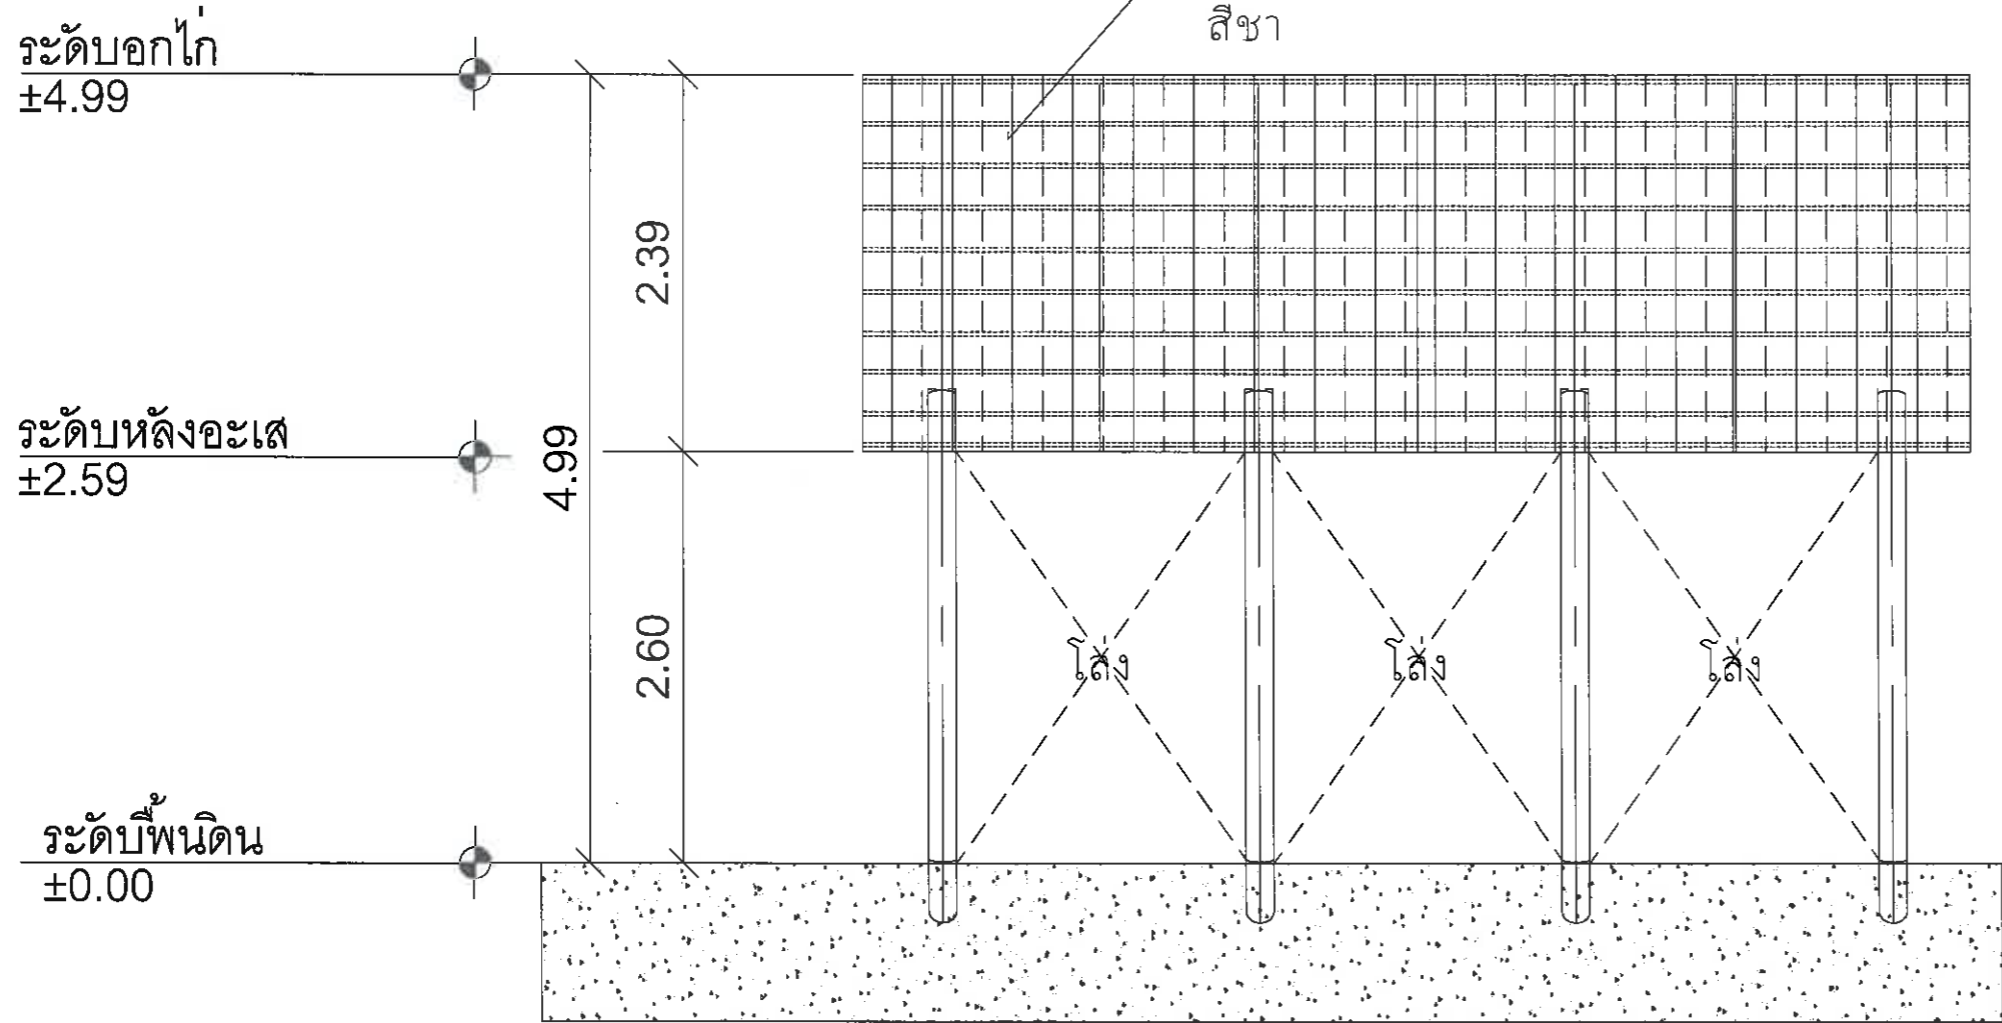 สีชา
ระดับอกไก่
±4.99
2.39
ระดับหลังอะเส
±2.59
4.99
2.60
โล่ง
โล่ง
โล่ง
ระดับพื้นดิน
±0.00